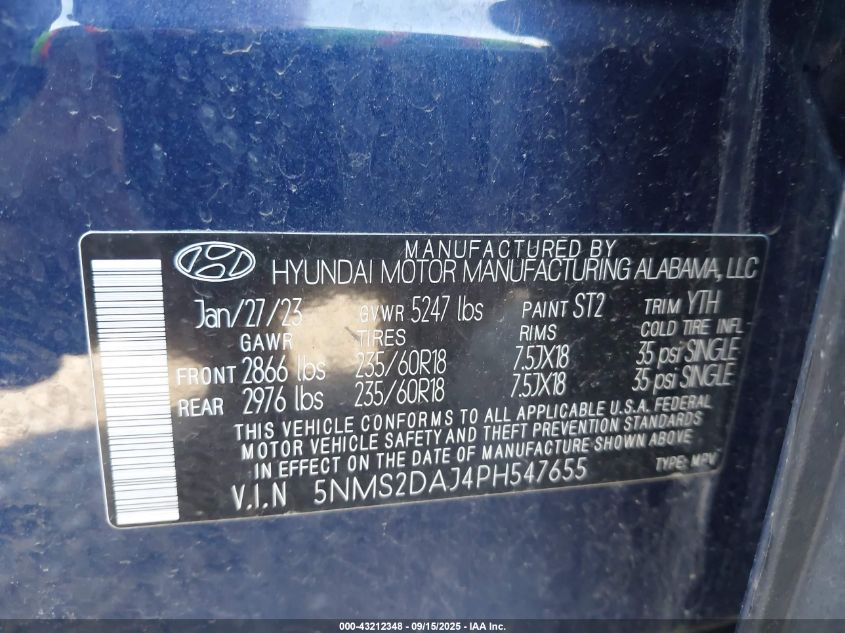 MANUFACTURED BY
HYUNDAI MOTOR MANUFACTURING ALABAMA, LLC
Jan/27/23 GVWR 5247 lbs PAINT ST2 TRIM YTH
GAWR TIRES RIMS COLD TIRE INFL
FRONT 2866 lbs 235/60R18 7.5JX18 35 psi SINGLE
REAR 2976 lbs 235/60R18 7.5JX18 35 psi SINGLE
THIS VEHICLE CONFORMS TO ALL APPLICABLE U.S.A. FEDERAL
MOTOR VEHICLE SAFETY AND THEFT PREVENTION STANDARDS
IN EFFECT ON THE DATE OF MANUFACTURE SHOWN ABOVE
V.I.N 5NMS2DAJ4PH547655 TYPE: MPV
000-43212348 - 09/15/2025 - IAA Inc.